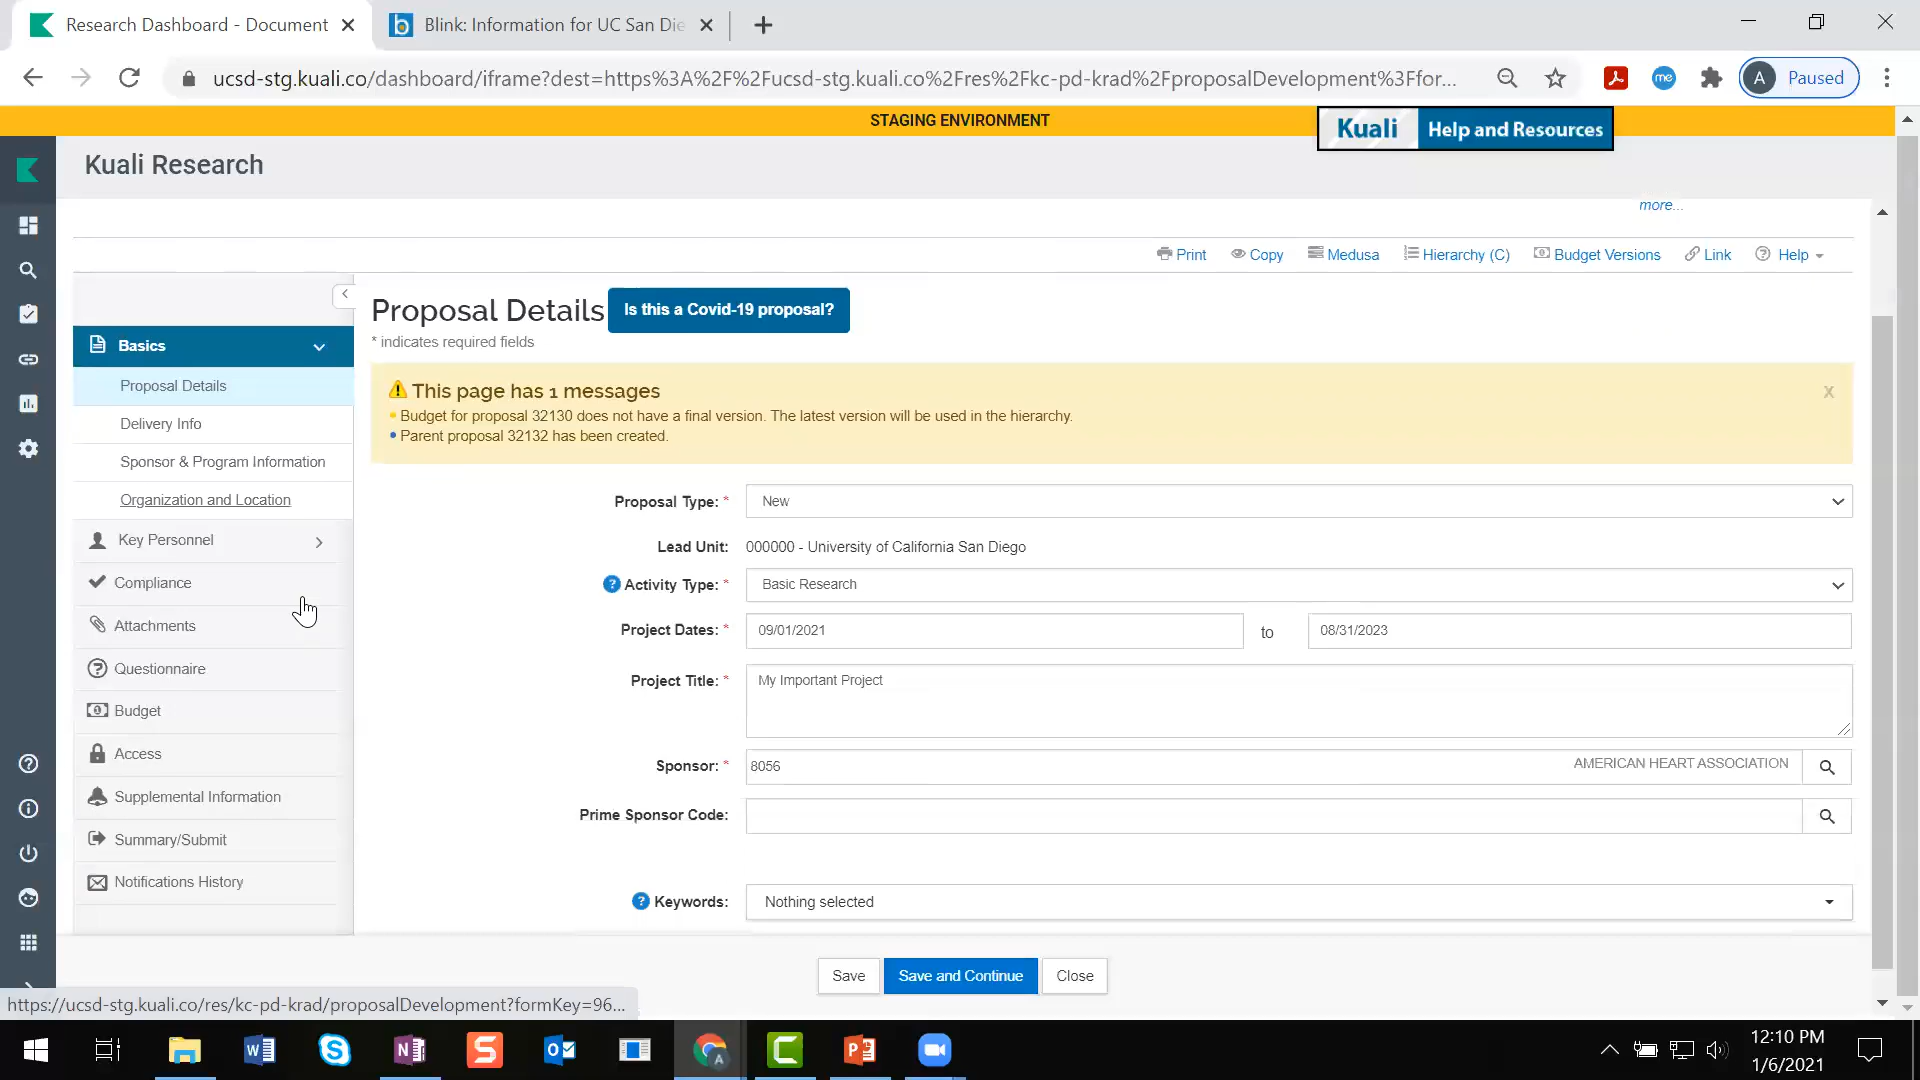 Research Dashboard - Document
Blink: Information for UC San Die
ucsd-stg.kuali.co/dashboard/iframe?dest=https%3A%2F%2Fucsd-stg.kuali.co%2Fres%2Fkc-pd-krad%2FproposalDevelopment%3Ffor...
me
A Paused
STAGING ENVIRONMENT
Kuali Help and Resources
Kuali Research
more...
Print Copy Medusa Hierarchy (C) Budget Versions Link Help
Proposal Details Is this a Covid-19 proposal?
* indicates required fields
Basics
Proposal Details
Delivery Info
Sponsor & Program Information
Organization and Location
Key Personnel
Compliance
Attachments
Questionnaire
Budget
Access
Supplemental Information
Summary/Submit
Notifications History
This page has 1 messages
x
Budget for proposal 32130 does not have a final version. The latest version will be used in the hierarchy.
Parent proposal 32132 has been created.
Proposal Type: * New
Lead Unit: 000000 - University of California San Diego
Activity Type: * Basic Research
Project Dates: * 09/01/2021 to 08/31/2023
Project Title: * My Important Project
Sponsor: * 8056 AMERICAN HEART ASSOCIATION
Prime Sponsor Code:
Keywords: Nothing selected
Save Save and Continue Close
https://ucsd-stg.kuali.co/res/kc-pd-krad/proposalDevelopment?formKey=96...
12:10 PM
1/6/2021